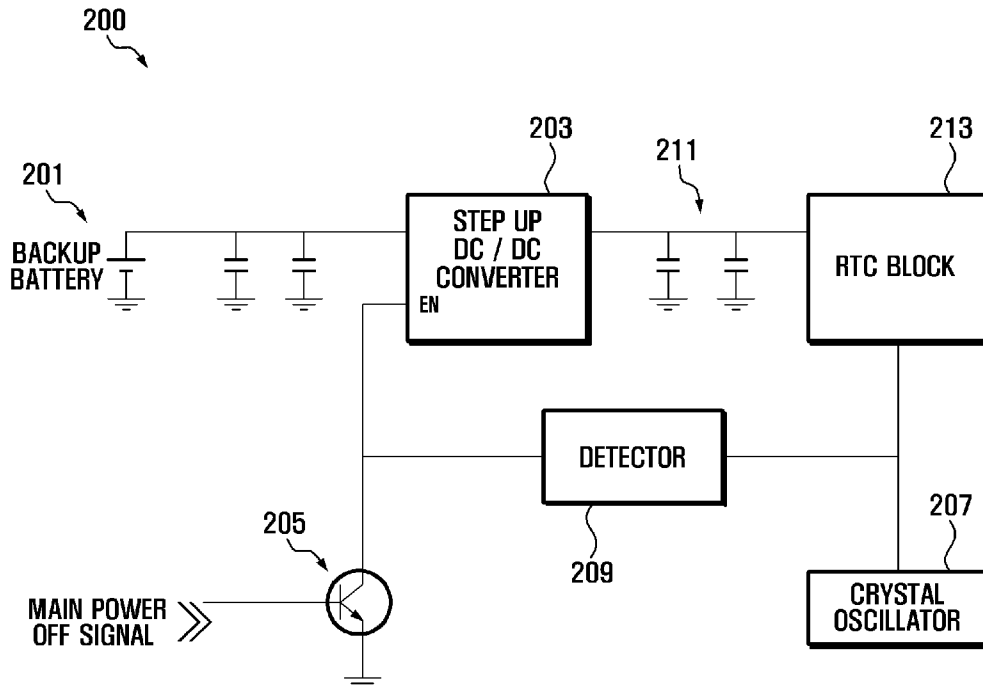 200
203
211
213
201
BACKUP
BATTERY
STEP UP
DC / DC
CONVERTER
EN
RTC BLOCK
DETECTOR
209
205
207
MAIN POWER
OFF SIGNAL
CRYSTAL
OSCILLATOR